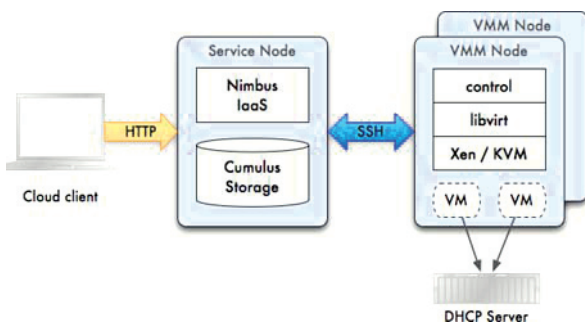 VMM Node
Service Node
VMM Node
Nimbus
IaaS
control
HTTP
SSH
libvirt
Cumulus
Storage
Xen / KVM
Cloud client
VM
VM
DHCP Server